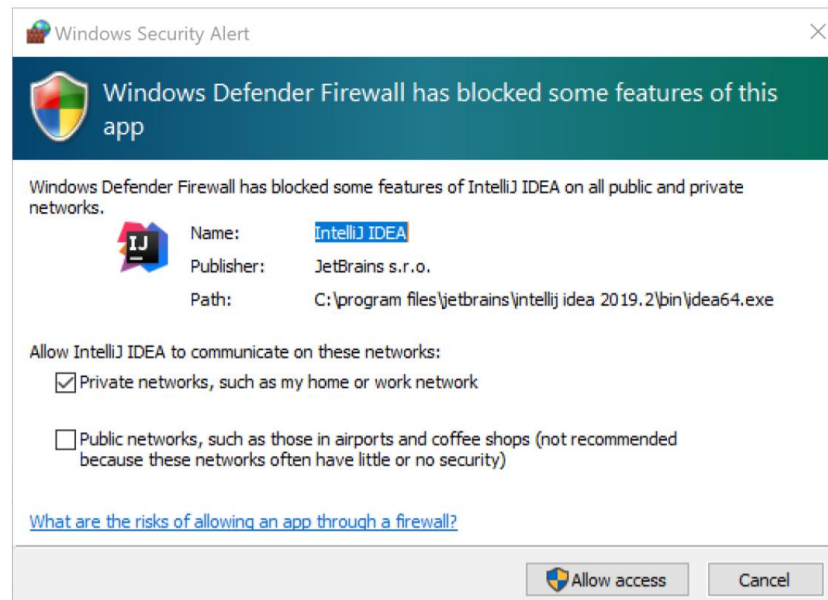 Windows Security Alert
Windows Defender Firewall has blocked some features of this
app
Windows Defender Firewall has blocked some features of IntelliJ IDEA on all public and private
networks.
IJ
Name: IntelliJ IDEA
Publisher: JetBrains s.r.o.
Path: C:\program files\jetbrains\intellij idea 2019.2\bin\idea64.exe
Allow IntelliJ IDEA to communicate on these networks:
Private networks, such as my home or work network
Public networks, such as those in airports and coffee shops (not recommended
because these networks often have little or no security)
What are the risks of allowing an app through a firewall?
Allow access Cancel